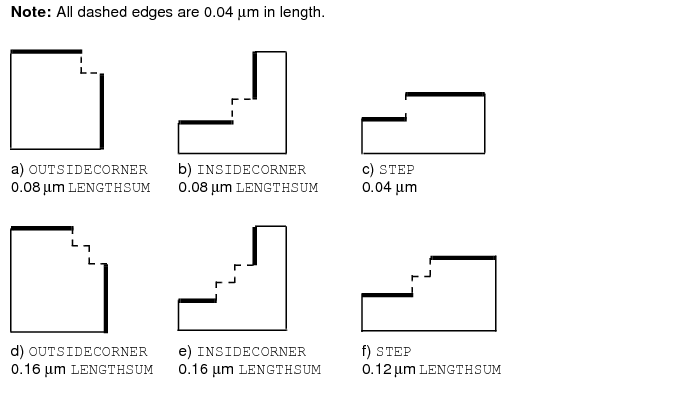 Note: All dashed edges are 0.04 µm in length.
a) OUTSIDECORNER
0.08 µm LENGTHSUM
b) INSIDECORNER
0.08 µm LENGTHSUM
c) STEP
0.04 µm
d) OUTSIDECORNER
0.16 µm LENGTHSUM
e) INSIDECORNER
0.16 µm LENGTHSUM
f) STEP
0.12 µm LENGTHSUM